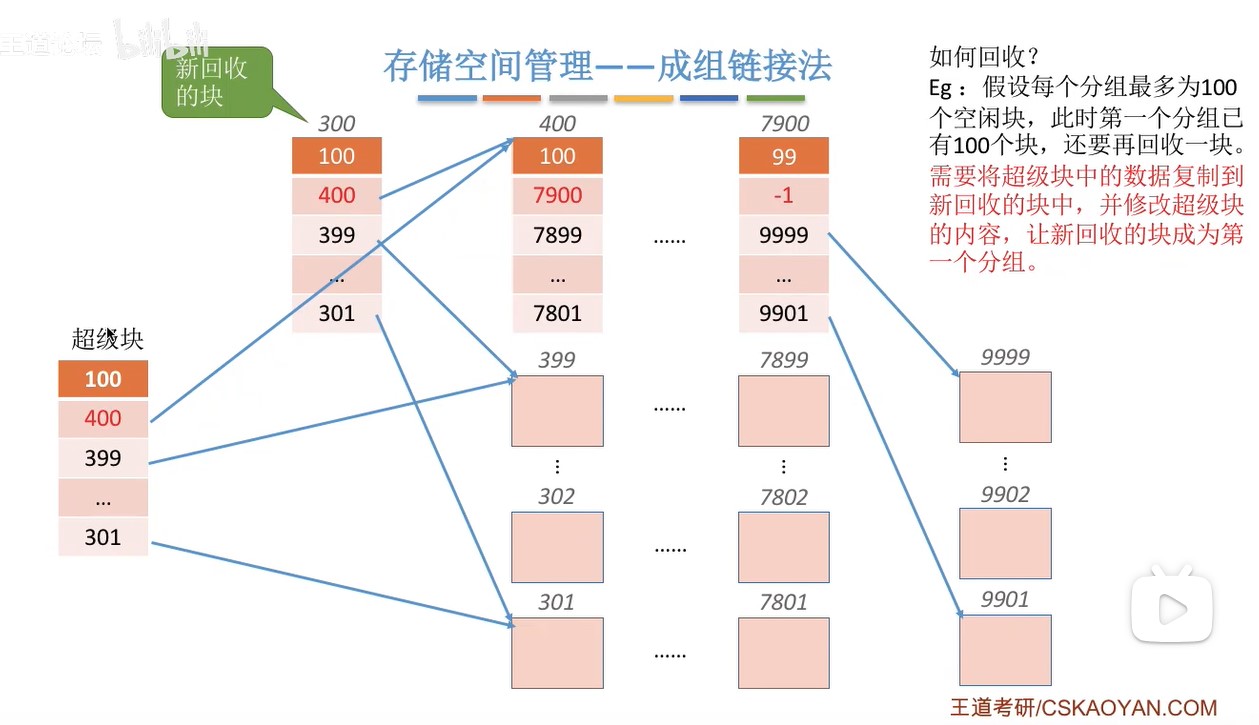 王道论坛 bilibili
存储空间管理——成组链接法
新回收
的块
300
100
400
399
...
301
400
100
7900
7899
...
7801
......
7900
99
-1
9999
...
9901
如何回收？
Eg：假设每个分组最多为100
个空闲块，此时第一个分组已
有100个块，还要再回收一块。
需要将超级块中的数据复制到
新回收的块中，并修改超级块
的内容，让新回收的块成为第
一个分组。
超级块
100
400
399
...
301
399
......
7899
9999
⋮
⋮
⋮
302
......
7802
9902
301
......
7801
9901
王道考研/CSKAOYAN.COM